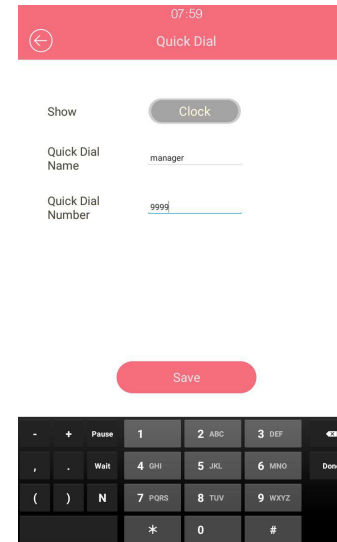 07:59
Quick Dial
Show
Clock
Quick Dial
Name
manager
Quick Dial
Number
9999
Save
- + Pause 1 2 ABC 3 DEF
, . Wait 4 GHI 5 JKL 6 MNO Done
( ) N 7 PQRS 8 TUV 9 WXYZ
* 0 #